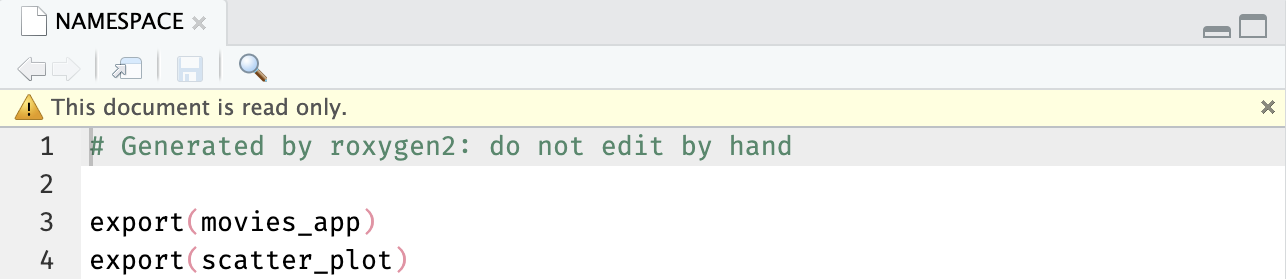 NAMESPACE
This document is read only.
1 # Generated by roxygen2: do not edit by hand
2
3 export(movies_app)
4 export(scatter_plot)